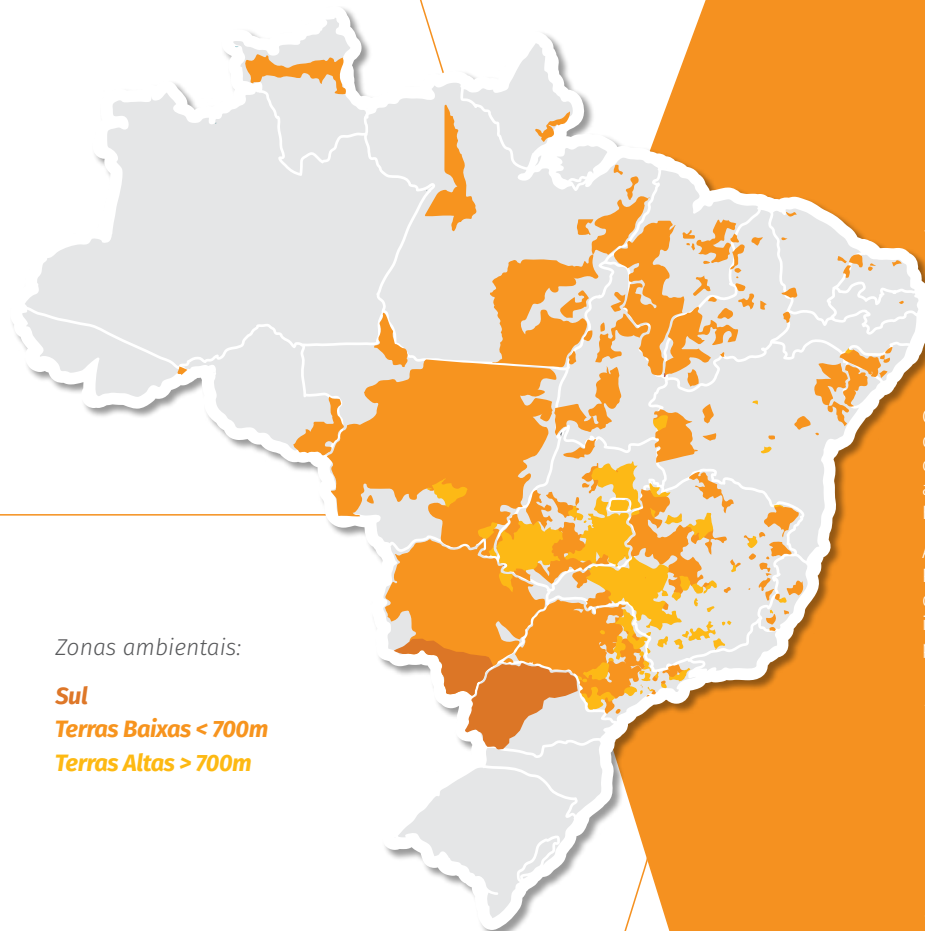 Zonas ambientais:
Sul
Terras Baixas < 700m
Terras Altas > 700m